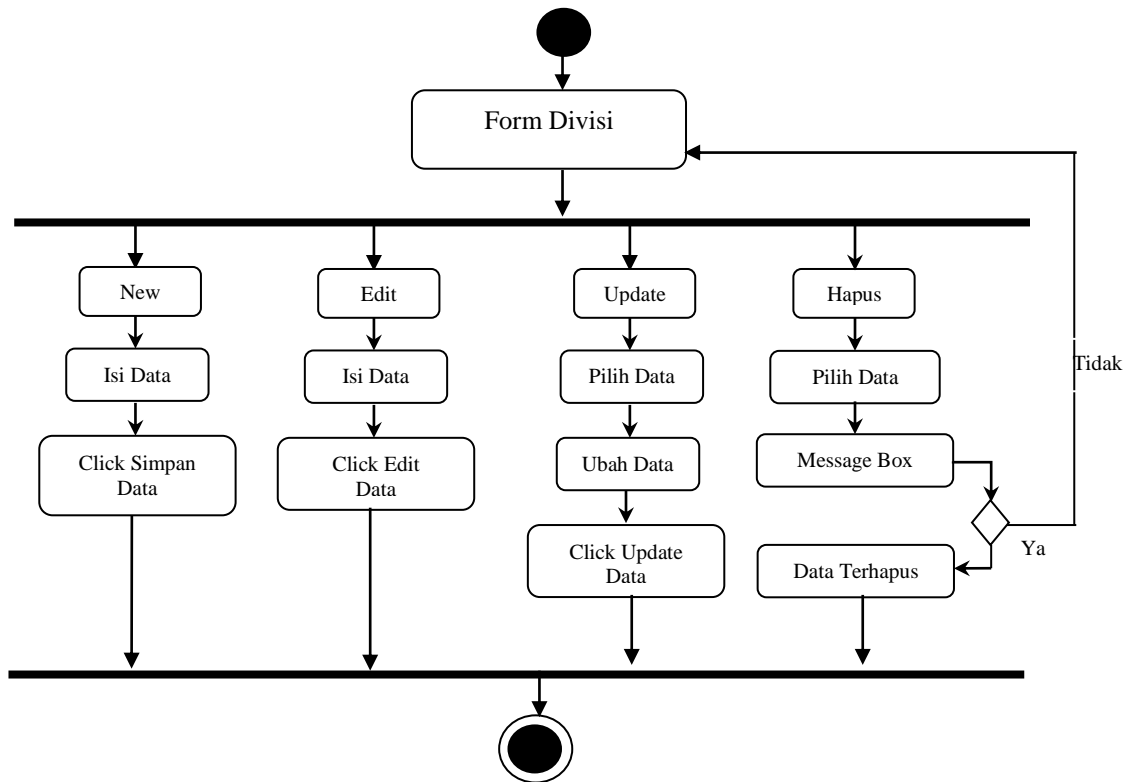 Form Divisi
New
Edit
Update
Hapus
Isi Data
Isi Data
Pilih Data
Pilih Data
Tidak
Click Simpan
Data
Click Edit
Data
Ubah Data
Message Box
Click Update
Data
Ya
Data Terhapus